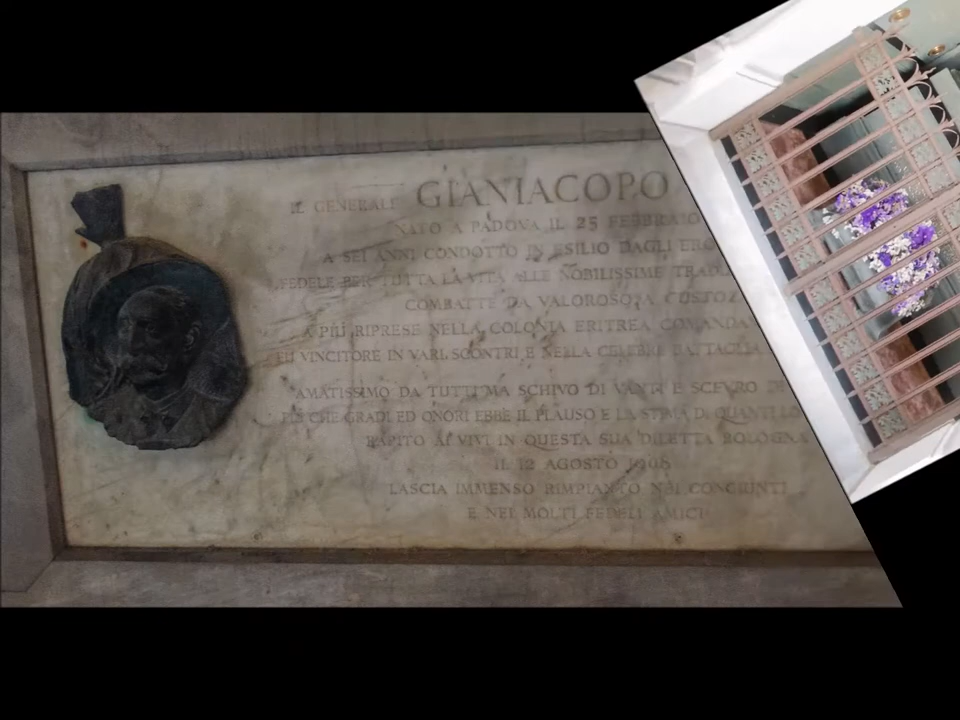 IL GENERALE GIANIACOPO
NATO A PADOVA IL 25 FEBBRAIO
A SEI ANNI CONDOTTO IN ESILIO DAGLI
FEDELE PER TUTTA LA VITA ALLE NOBILISSIME
COMBATTÈ DA VALOROSO A CUSTOZA
A PIÙ RIPRESE NELLA COLONIA ERITREA
FU VINCITORE IN VARI SCONTRI E NELLA CELEBRE BATTAGLIA
AMATISSIMO DA TUTTI MA SCHIVO DI VANTI E SCEVRO
PIÙ CHE GRADI ED ONORI EBBE IL PLAUSO E LA STIMA DI QUANTI LO
RAPITO AI VIVI IN QUESTA SUA DILETTA BOLOGNA
IL 12 AGOSTO
LASCIA IMMENSO RIMPIANTO NEI CONGIUNTI
E NEI MOLTI FEDELI AMICI